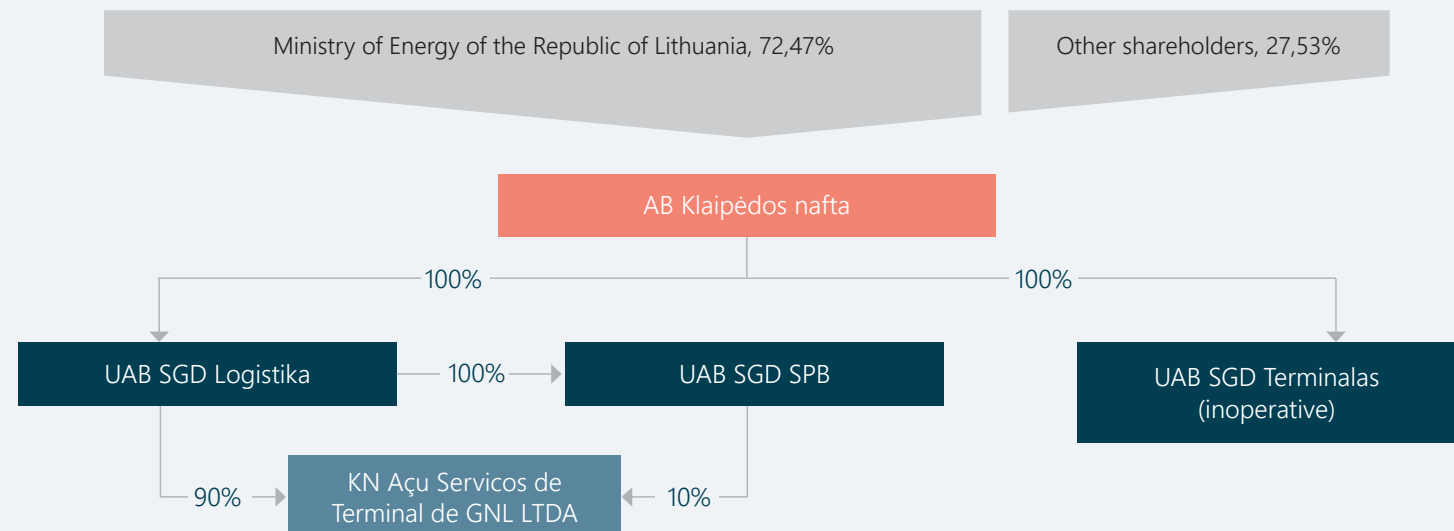 Ministry of Energy of the Republic of Lithuania, 72,47%
Other shareholders, 27,53%
AB Klaipėdos nafta
100%
100%
UAB SGD Logistika
100%
UAB SGD SPB
UAB SGD Terminalas
(inoperative)
90%
KN Açu Servicos de
Terminal de GNL LTDA
10%